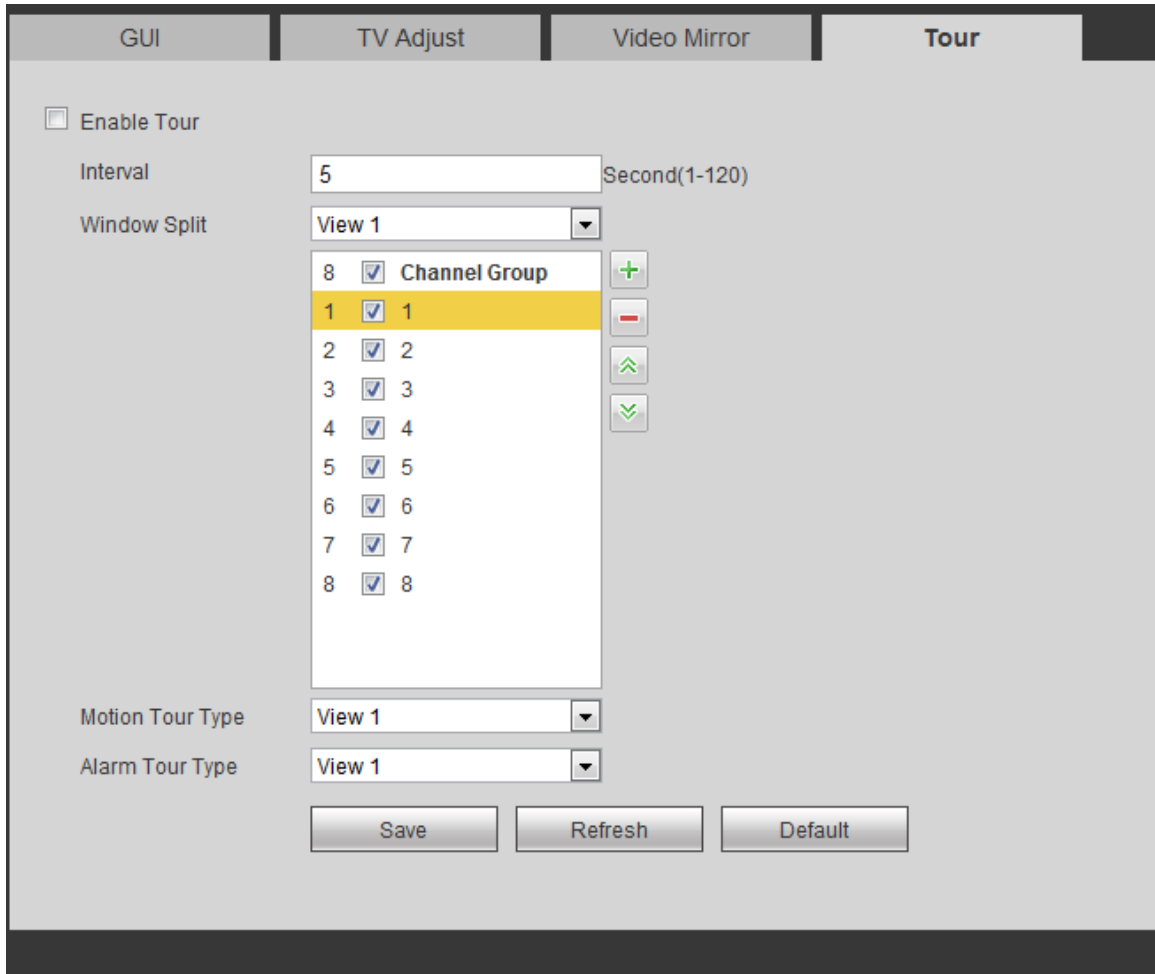 GUI TV Adjust Video Mirror Tour
Enable Tour
Interval 5 Second(1-120)
Window Split View 1
8 Channel Group
1 1
2 2
3 3
4 4
5 5
6 6
7 7
8 8
Motion Tour Type View 1
Alarm Tour Type View 1
Save Refresh Default